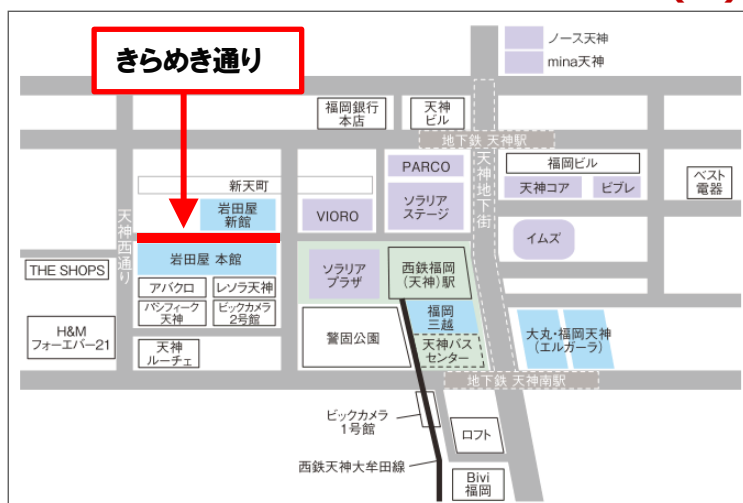 ノース天神
mina天神
きらめき通り
福岡銀行
本店
天神
ビル
地下鉄 天神駅
PARCO
福岡ビル
ベスト
電器
新天町
天神コア
ビブレ
岩田屋
新館
VIORO
ソラリア
ステージ
天神地下街
イムズ
天神西通り
THE SHOPS
岩田屋 本館
ソラリア
プラザ
西鉄福岡
(天神)駅
アバクロ
レソラ天神
パシフィーク
天神
ビックカメラ
2号館
福岡
三越
H&M
フォーエバー21
警固公園
大丸・福岡天神
(エルガーラ)
天神
ルーチェ
天神バス
センター
地下鉄 天神南駅
ビックカメラ
1号館
ロフト
西鉄天神大牟田線
Bivi
福岡